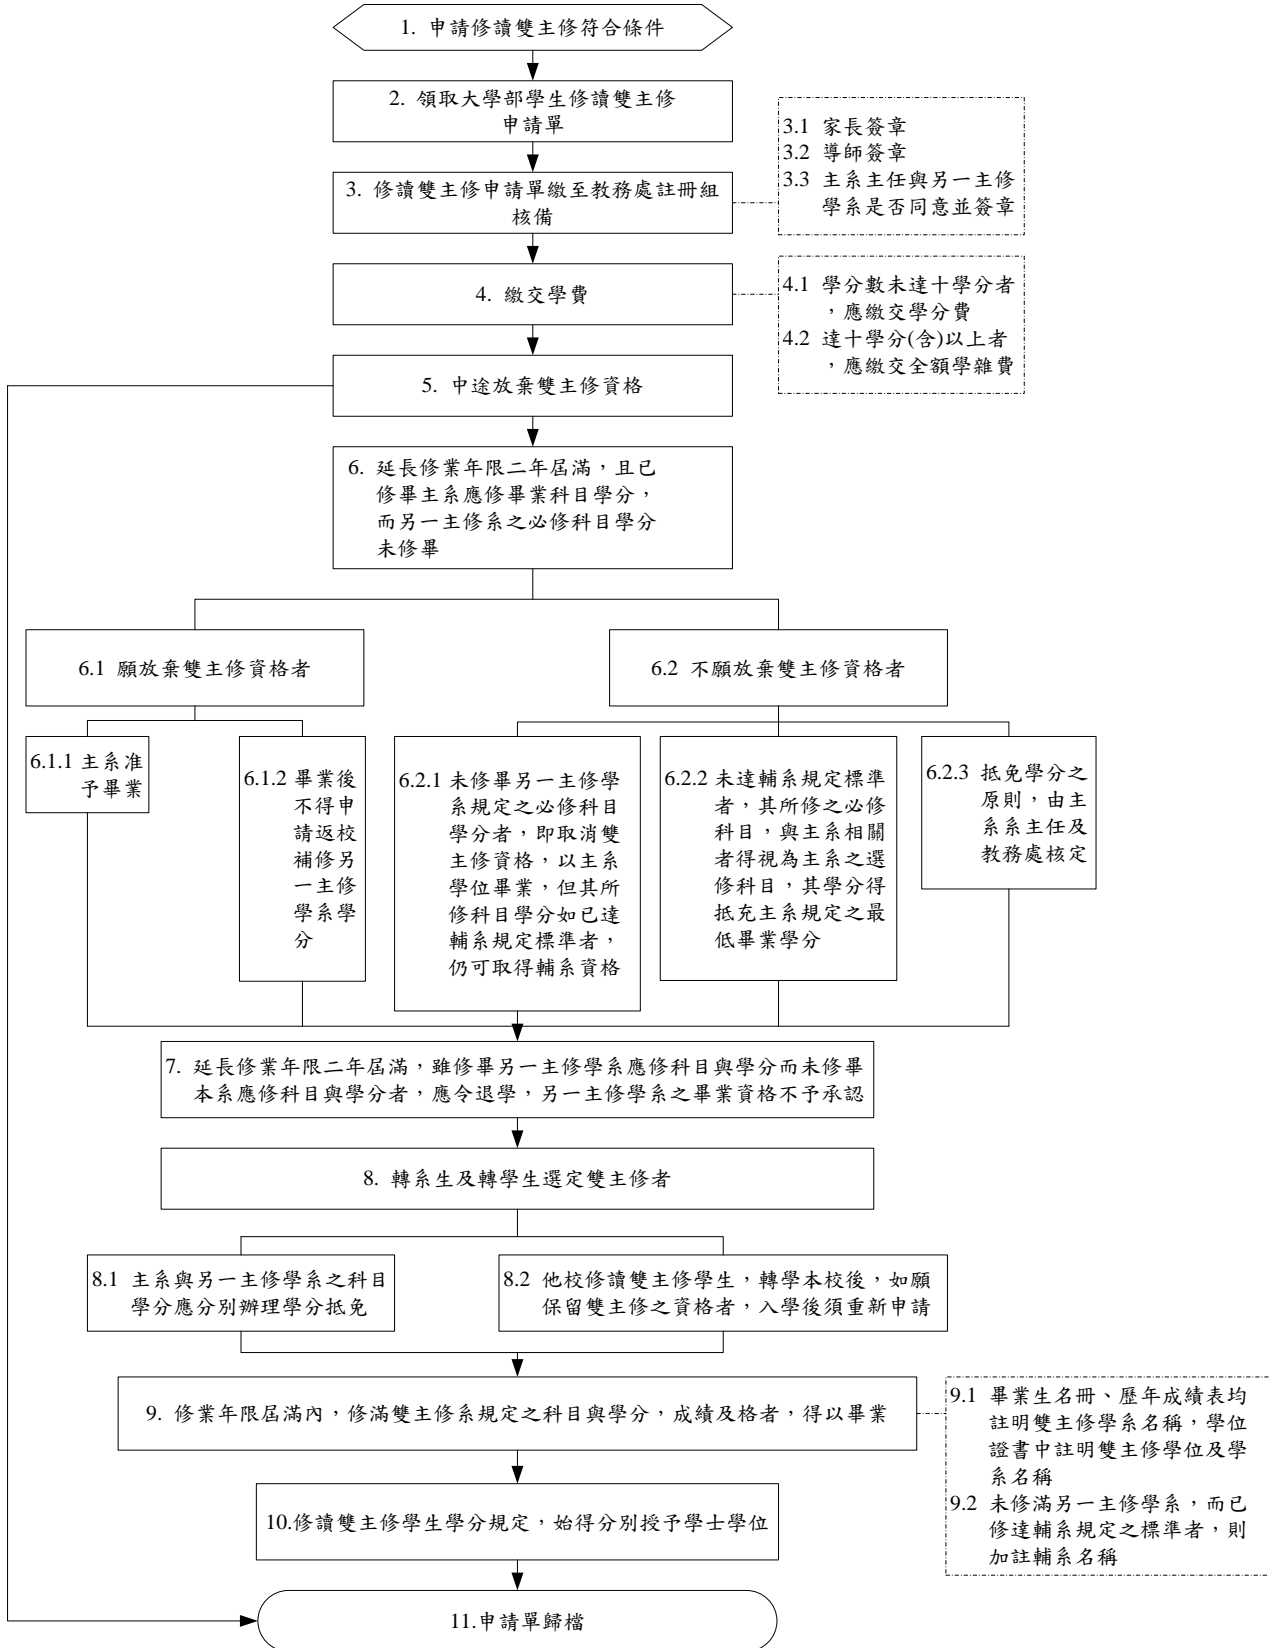 1. 申請修讀雙主修符合條件
2. 領取大學部學生修讀雙主修
申請單
3. 修讀雙主修申請單繳至教務處註冊組
核備
3.1 家長簽章
3.2 導師簽章
3.3 主系主任與另一主修
學系是否同意並簽章
4. 繳交學費
4.1 學分數未達十學分者
，應繳交學分費
4.2 達十學分(含)以上者
，應繳交全額學雜費
5. 中途放棄雙主修資格
6. 延長修業年限二年屆滿，且已
修畢主系應修畢業科目學分，
而另一主修系之必修科目學分
未修畢
6.1 願放棄雙主修資格者
6.2 不願放棄雙主修資格者
6.1.1 主系准
予畢業
6.1.2 畢業後
不得申
請返校
補修另
一主修
學系學
分
6.2.1 未修畢另一主修學
系規定之必修科目
學分者，即取消雙
主修資格，以主系
學位畢業，但其所
修科目學分如已達
輔系規定標準者，
仍可取得輔系資格
6.2.2 未達輔系規定標準
者，其所修之必修
科目，與主系相關
者得視為主系之選
修科目，其學分得
抵充主系規定之最
低畢業學分
6.2.3 抵免學分之
原則，由主
系系主任及
教務處核定
7. 延長修業年限二年屆滿，雖修畢另一主修學系應修科目與學分而未修畢
本系應修科目與學分者，應令退學，另一主修學系之畢業資格不予承認
8. 轉系生及轉學生選定雙主修者
8.1 主系與另一主修學系之科目
學分應分別辦理學分抵免
8.2 他校修讀雙主修學生，轉學本校後，如願
保留雙主修之資格者，入學後須重新申請
9. 修業年限屆滿內，修滿雙主修系規定之科目與學分，成績及格者，得以畢業
9.1 畢業生名冊、歷年成績表均
註明雙主修學系名稱，學位
證書中註明雙主修學位及學
系名稱
9.2 未修滿另一主修學系，而已
修達輔系規定之標準者，則
加註輔系名稱
10.修讀雙主修學生學分規定，始得分別授予學士學位
11.申請單歸檔